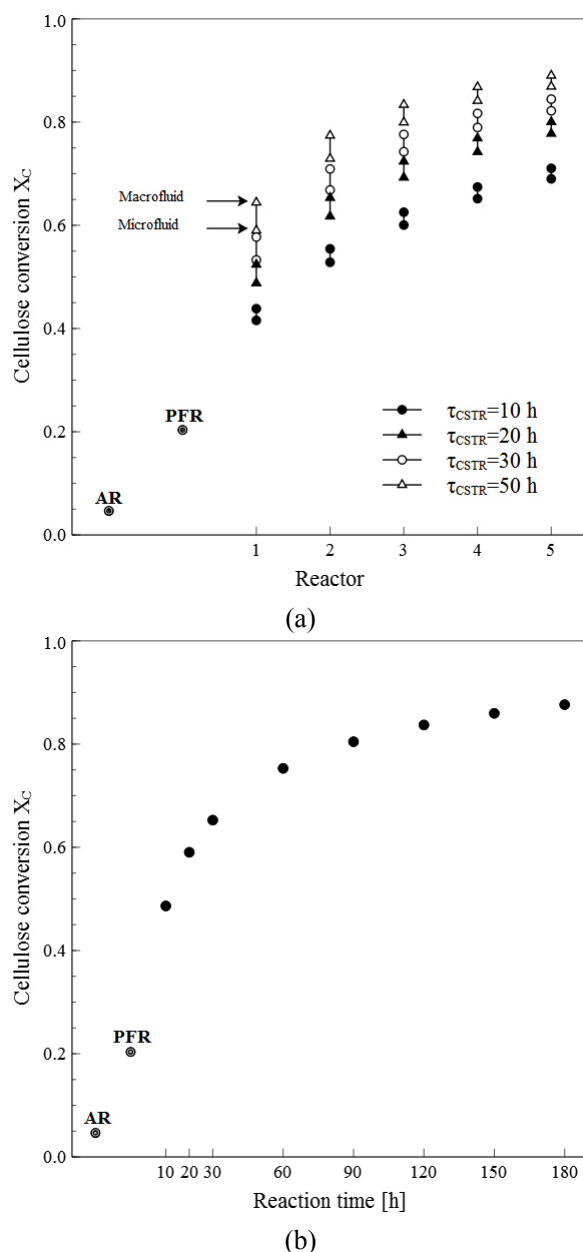 1.0
0.8
0.6
0.4
0.2
0.0
Cellulose conversion X_C
Macrofluid
Microfluid
PFR
AR
τ_CSTR=10 h
τ_CSTR=20 h
τ_CSTR=30 h
τ_CSTR=50 h
1 2 3 4 5
Reactor
(a)
1.0
0.8
0.6
0.4
0.2
0.0
Cellulose conversion X_C
PFR
AR
10 20 30 60 90 120 150 180
Reaction time [h]
(b)